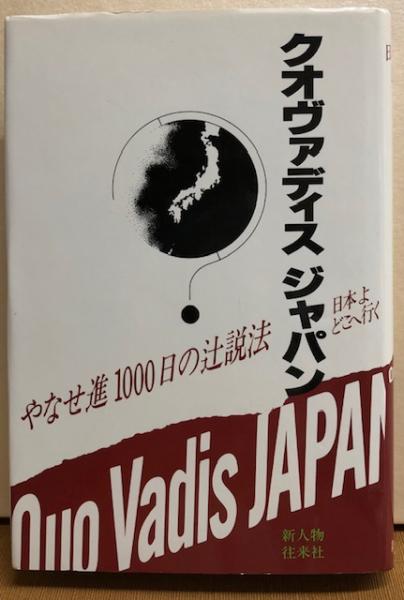 クオヴァディス ジャパン
日本よ
どこへ行く
やなせ進1000日の辻説法
Quo Vadis JAPAN
新人物
往来社